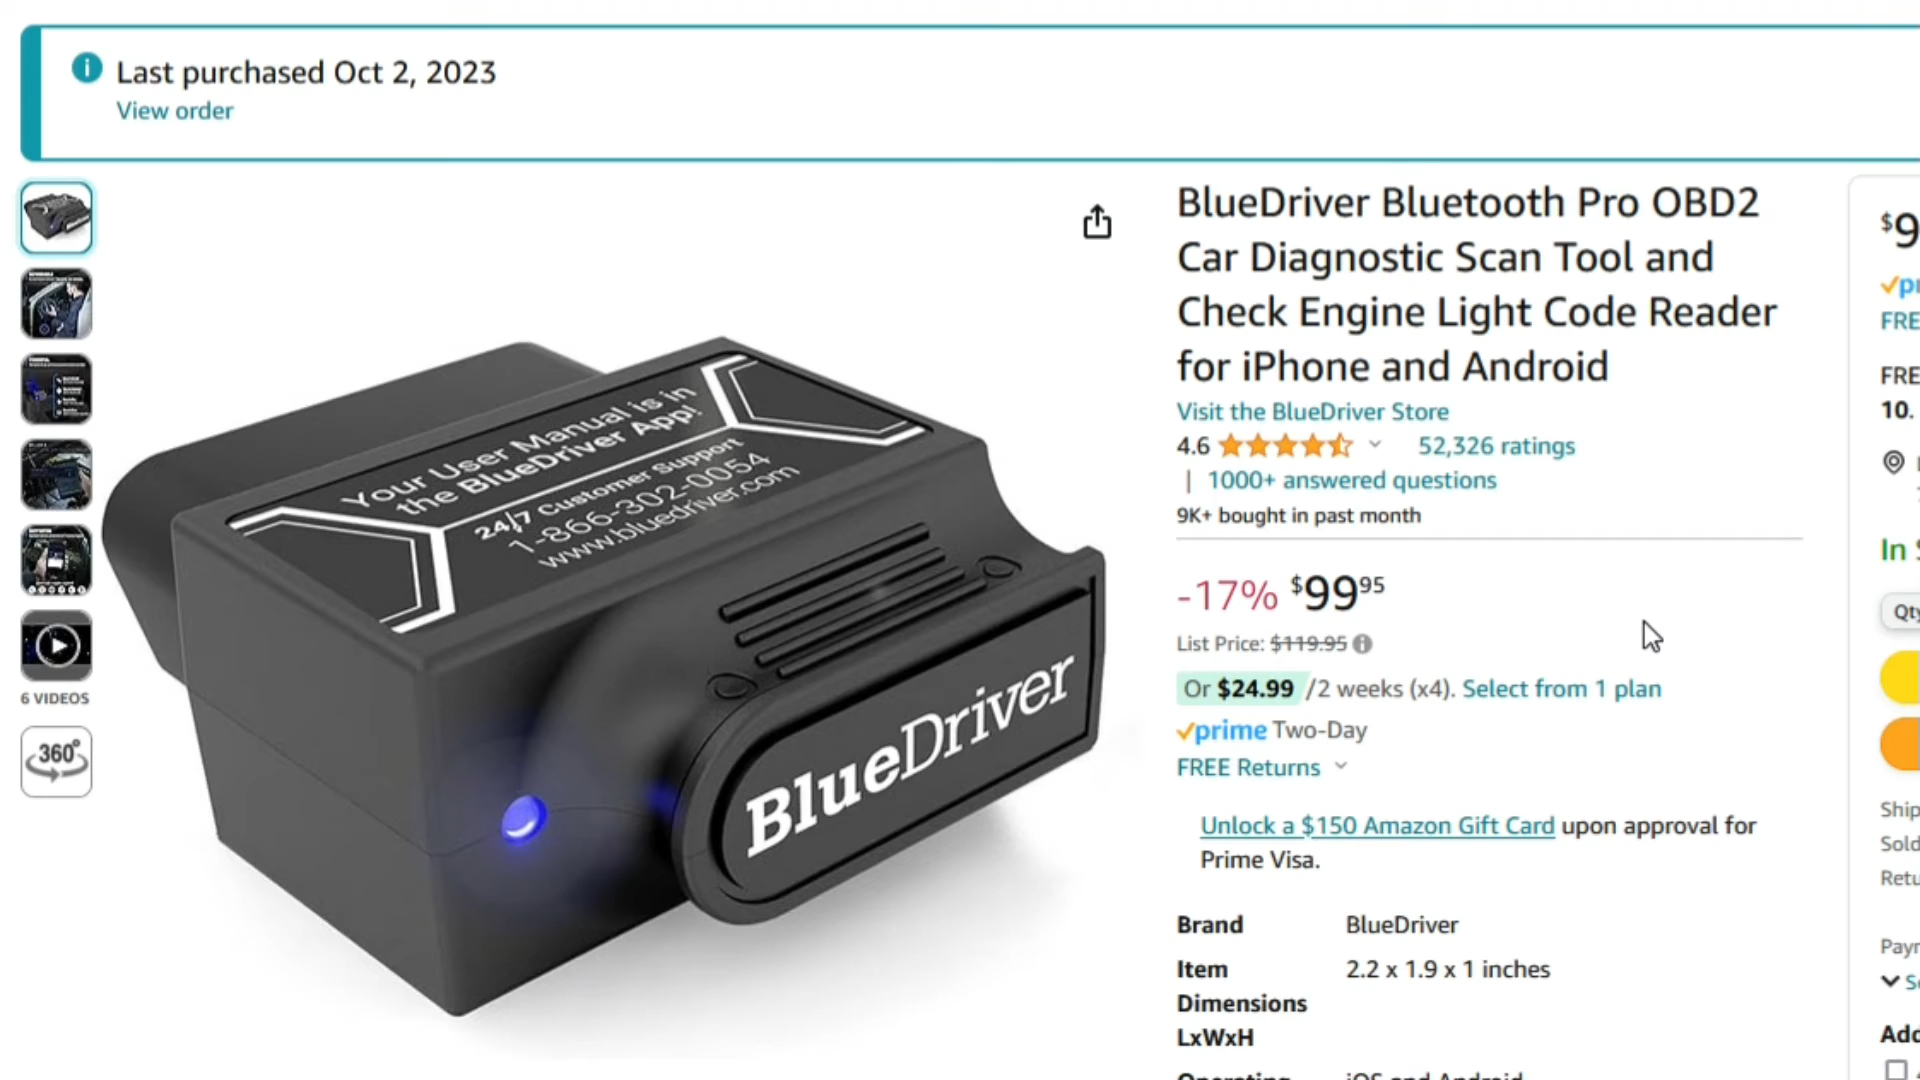 Last purchased Oct 2, 2023
View order
BlueDriver Bluetooth Pro OBD2
Car Diagnostic Scan Tool and
Check Engine Light Code Reader
for iPhone and Android
Visit the BlueDriver Store
4.6
52,326 ratings
| 1000+ answered questions
9K+ bought in past month
-17% $99 95
List Price: $119.95
Or $24.99 /2 weeks (x4). Select from 1 plan
prime Two-Day
FREE Returns
Unlock a $150 Amazon Gift Card upon approval for
Prime Visa.
Brand BlueDriver
Item 2.2 x 1.9 x 1 inches
Dimensions
LxWxH
iOS and Android
Your User Manual is in
the BlueDriver App!
24/7 Customer Support
1-866-302-0054
www.bluedriver.com
BlueDriver
6 VIDEOS
360°
$9
10.